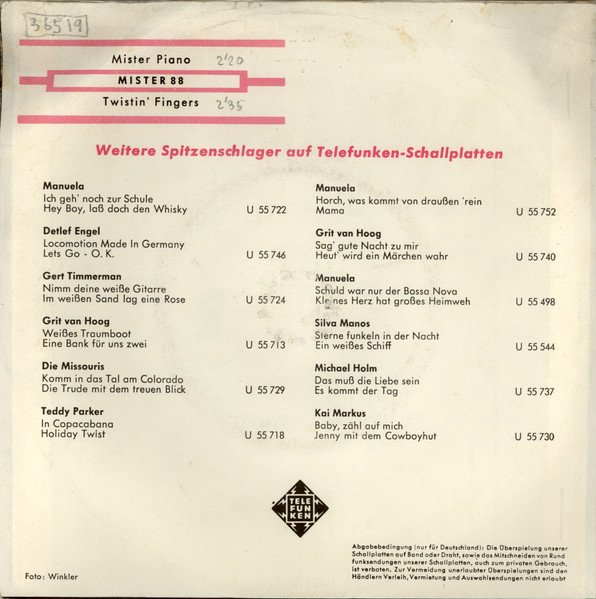 36519
Mister Piano 2'20
MISTER 88
Twistin' Fingers 2'35
Weitere Spitzenschlager auf Telefunken-Schallplatten
Manuela
Ich geh' noch zur Schule
Hey Boy, laß doch den Whisky U 55 722
Detlef Engel
Locomotion Made In Germany
Lets Go - O. K. U 55 746
Gert Timmerman
Nimm deine weiße Gitarre
Im weißen Sand lag eine Rose U 55 724
Grit van Hoog
Weißes Traumboot
Eine Bank für uns zwei U 55 713
Die Missouris
Komm in das Tal am Colorado
Die Trude mit dem treuen Blick U 55 729
Teddy Parker
In Copacabana
Holiday Twist U 55 718
Manuela
Horch, was kommt von draußen 'rein
Mama U 55 752
Grit van Hoog
Sag' gute Nacht zu mir
Heut' wird ein Märchen wahr U 55 740
Manuela
Schuld war nur der Bossa Nova
Kleines Herz hat großes Heimweh U 55 498
Silva Manos
Sterne funkeln in der Nacht
Ein weißes Schiff U 55 544
Michael Holm
Das muß die Liebe sein
Es kommt der Tag U 55 737
Kai Markus
Baby, zähl auf mich
Jenny mit dem Cowboyhut U 55 730
TELE
FUN
KEN
Foto: Winkler
Abgabebedingung (nur für Deutschland): Die Überspielung unserer
Schallplatten auf Band oder Draht, sowie das Mitschneiden von Rund
funksendungen unserer Schallplatten, auch zum privaten Gebrauch,
ist verboten. Zur Vermeidung unerlaubter Überspielungen sind den
Händlern Verleih, Vermietung und Auswahlsendungen nicht erlaubt